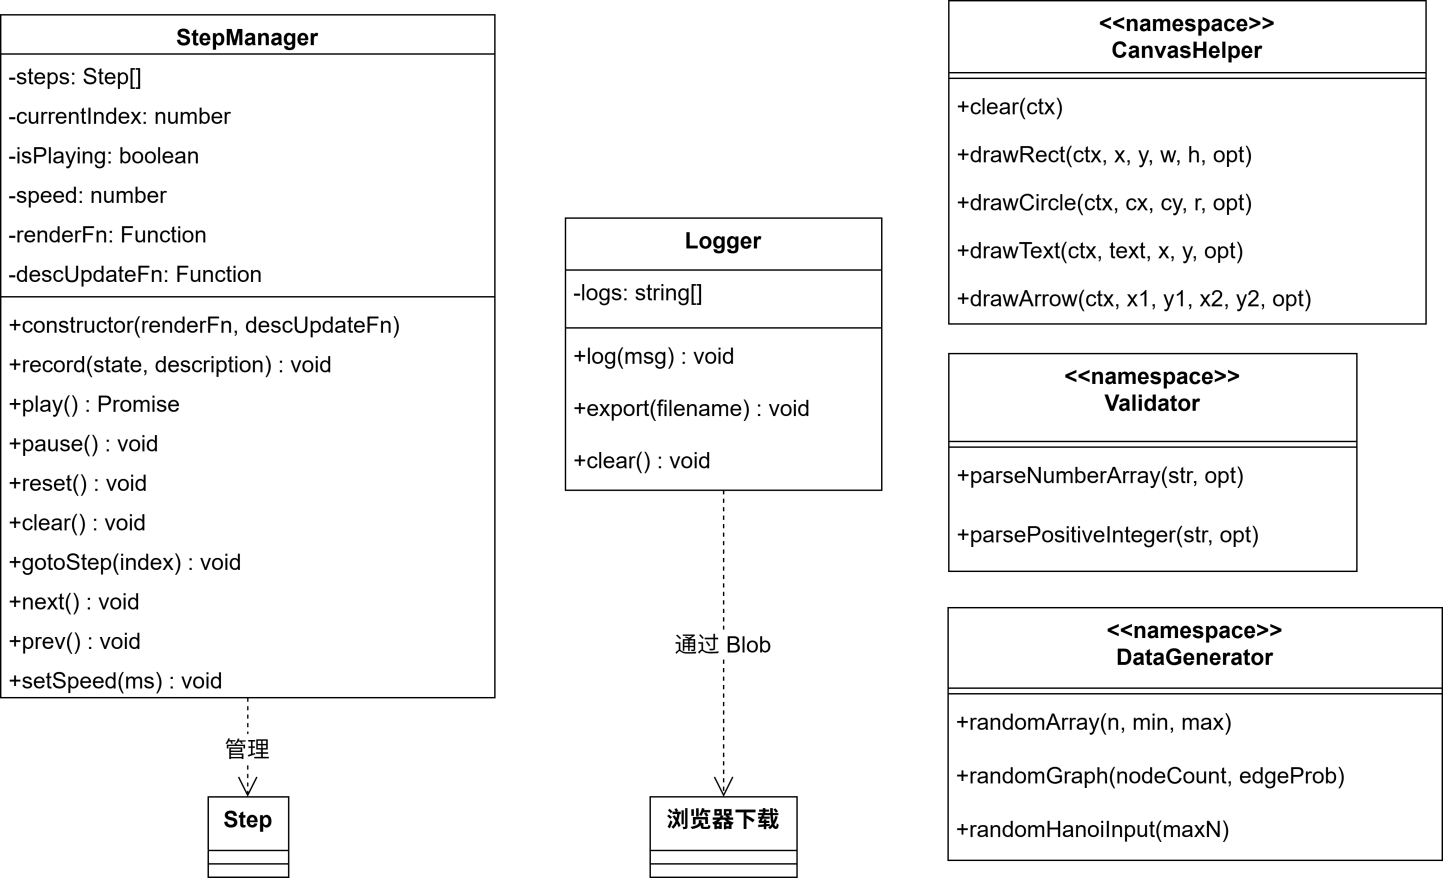 StepManager
-steps: Step[]
-currentIndex: number
-isPlaying: boolean
-speed: number
-renderFn: Function
-descUpdateFn: Function
+constructor(renderFn, descUpdateFn)
+record(state, description) : void
+play() : Promise
+pause() : void
+reset() : void
+clear() : void
+gotoStep(index) : void
+next() : void
+prev() : void
+setSpeed(ms) : void
管理
Step
Logger
-logs: string[]
+log(msg) : void
+export(filename) : void
+clear() : void
通过 Blob
浏览器下载
<<namespace>>
CanvasHelper
+clear(ctx)
+drawRect(ctx, x, y, w, h, opt)
+drawCircle(ctx, cx, cy, r, opt)
+drawText(ctx, text, x, y, opt)
+drawArrow(ctx, x1, y1, x2, y2, opt)
<<namespace>>
Validator
+parseNumberArray(str, opt)
+parsePositiveInteger(str, opt)
<<namespace>>
DataGenerator
+randomArray(n, min, max)
+randomGraph(nodeCount, edgeProb)
+randomHanoiInput(maxN)